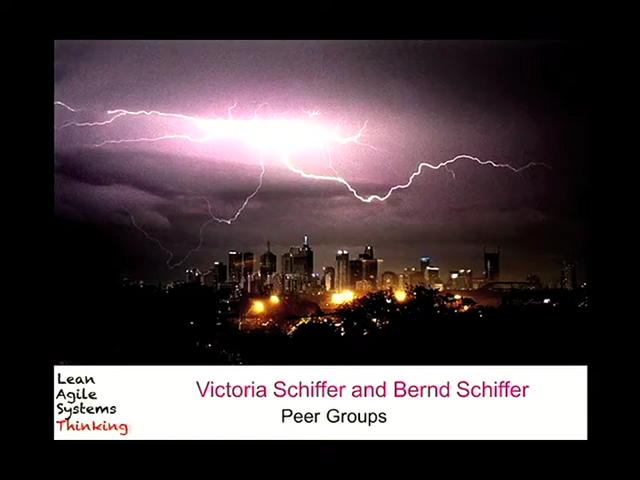 Lean
Agile
Systems
Thinking
Victoria Schiffer and Bernd Schiffer
Peer Groups